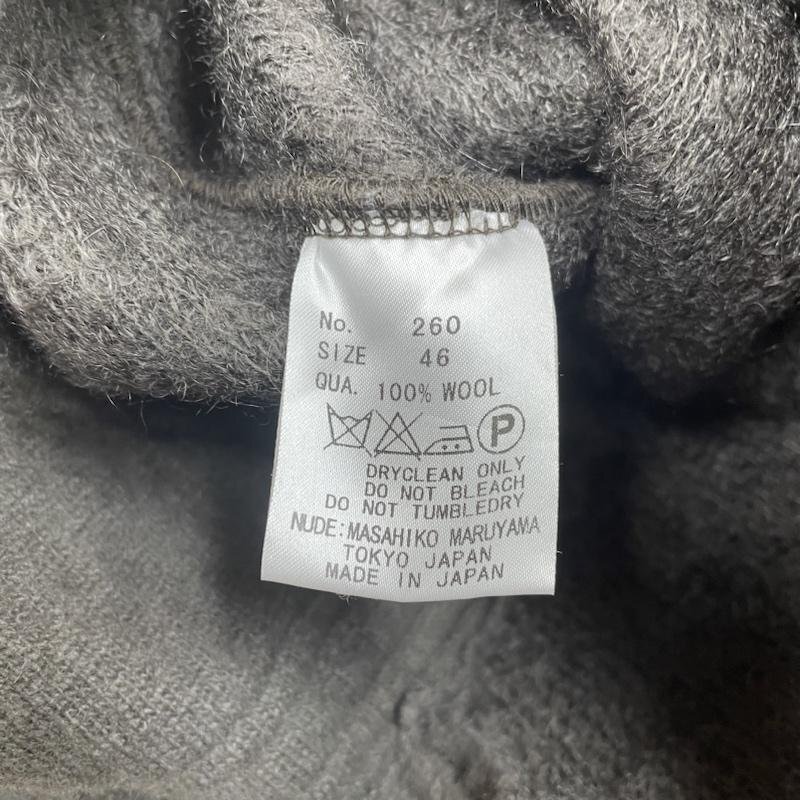 No. 260
SIZE 46
QUA. 100% WOOL
P
DRYCLEAN ONLY
DO NOT BLEACH
DO NOT TUMBLEDRY
NUDE:MASAHIKO MARUYAMA
TOKYO JAPAN
MADE IN JAPAN